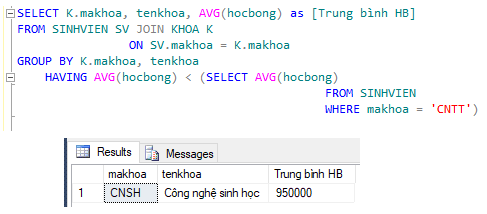 SELECT K.makhoa, tenkhoa, AVG(hocbong) as [Trung bình HB]
FROM SINHVIEN SV JOIN KHOA K
ON SV.makhoa = K.makhoa
GROUP BY K.makhoa, tenkhoa
HAVING AVG(hocbong) < (SELECT AVG(hocbong)
FROM SINHVIEN
WHERE makhoa = 'CNTT')
Results Messages
makhoa tenkhoa Trung bình HB
1 CNSH Công nghệ sinh học 950000